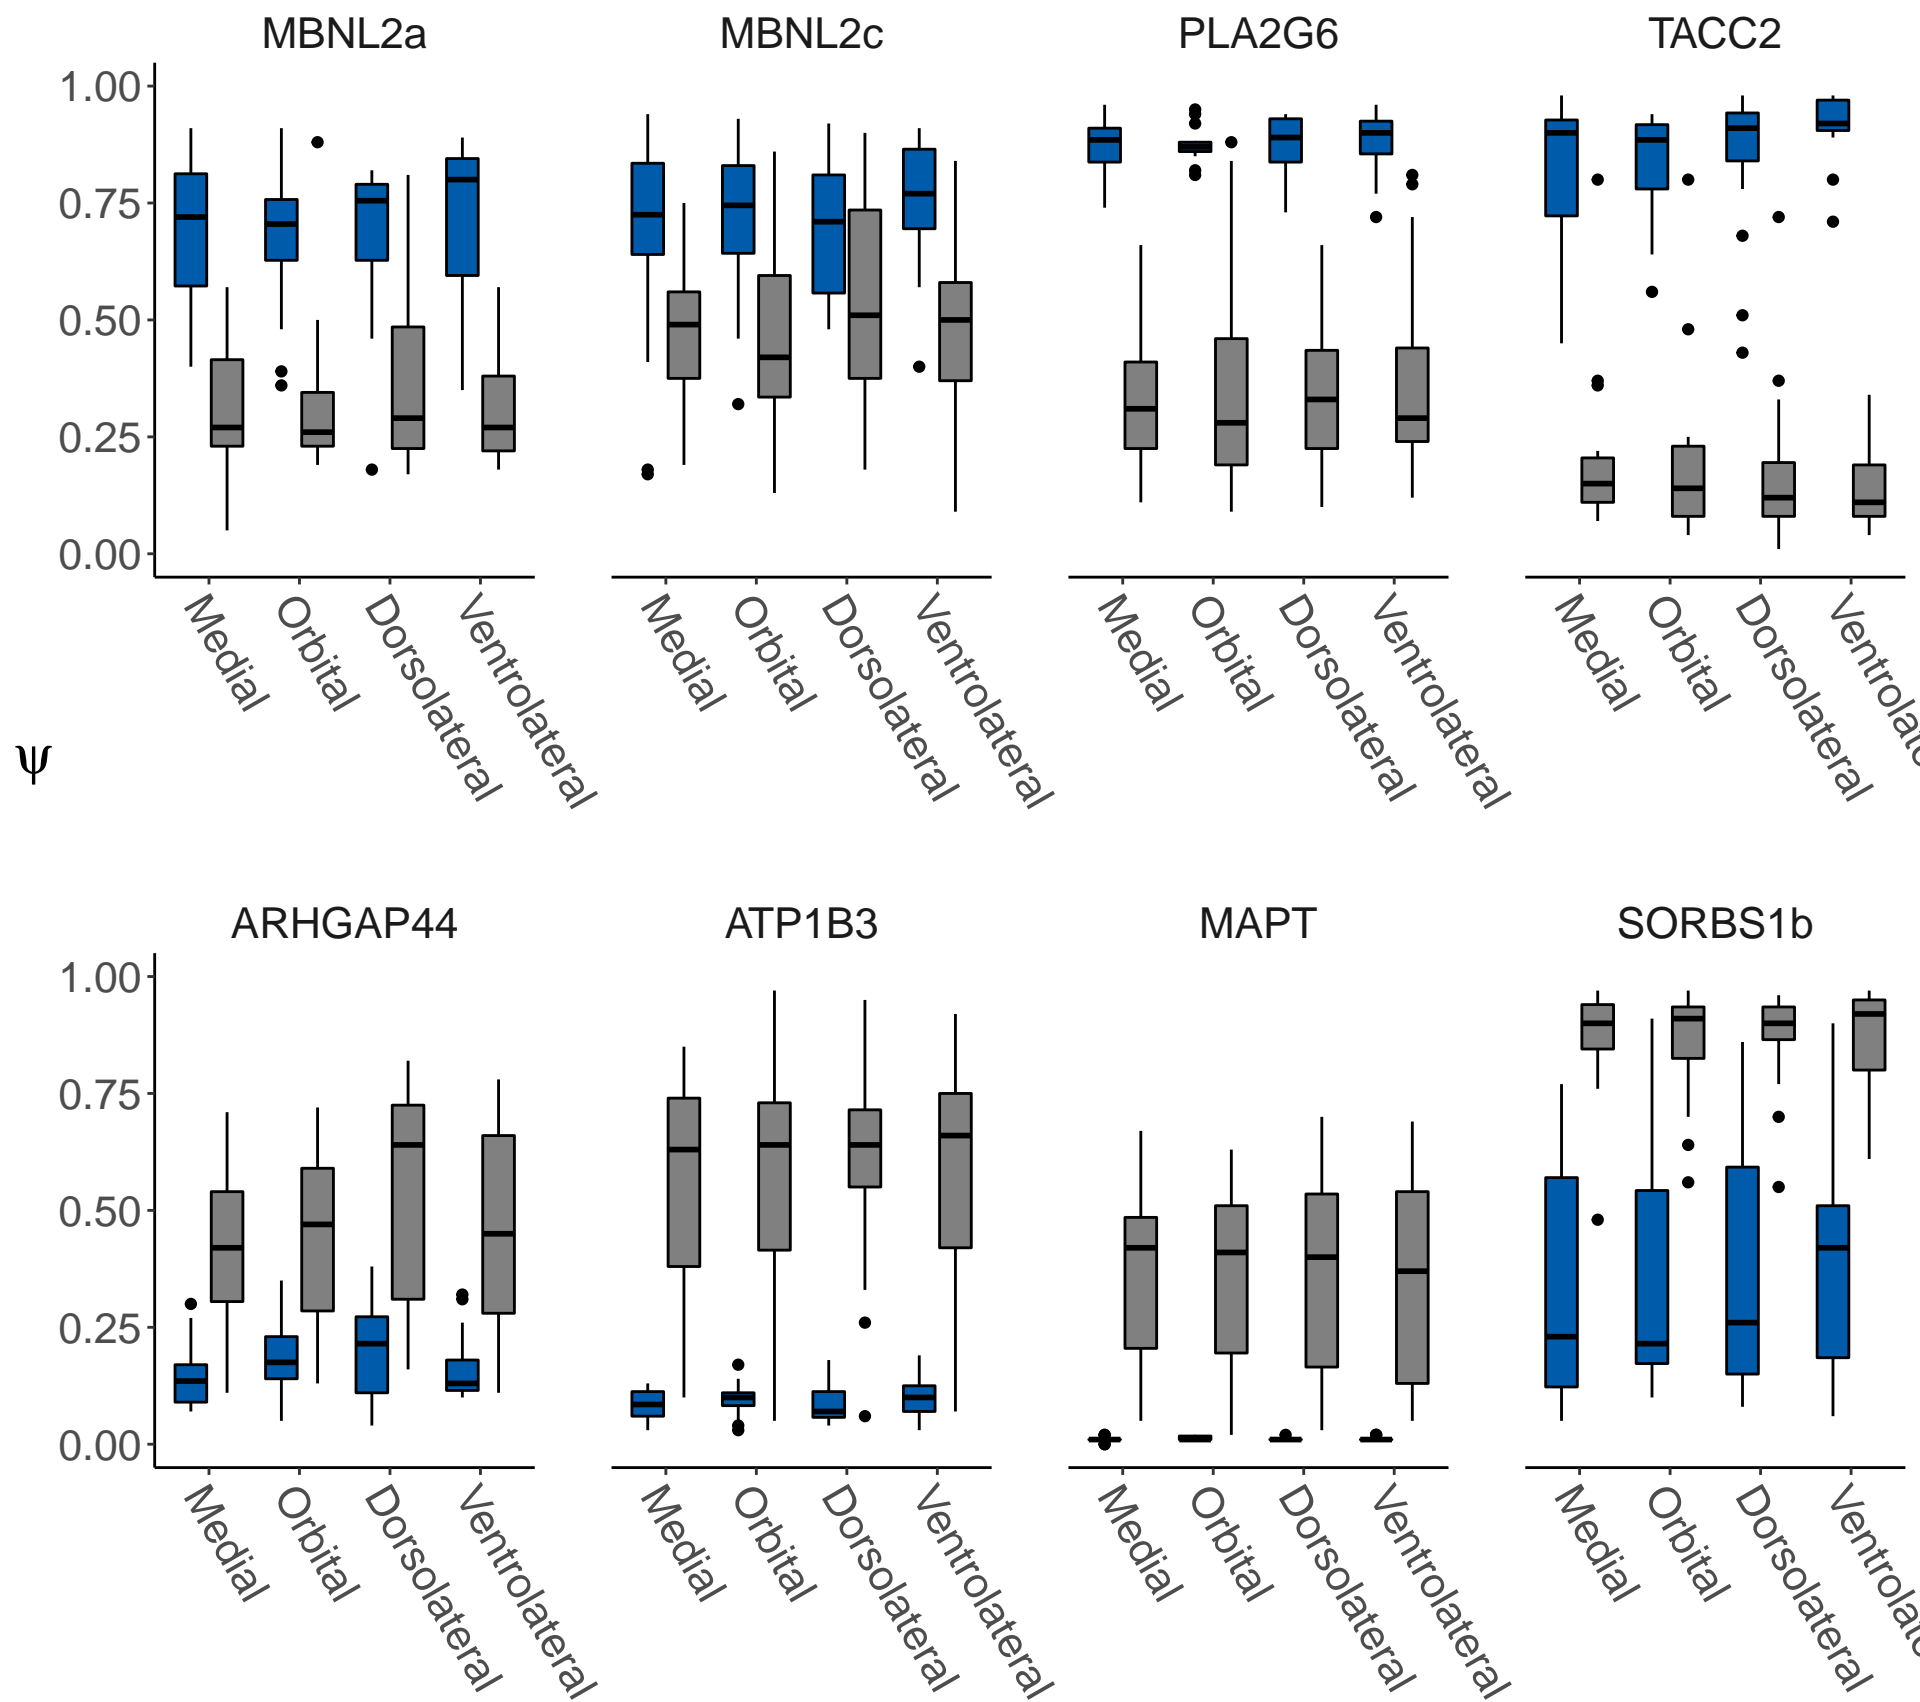 MBNL2a MBNL2c PLA2G6 TACC2
1.00
0.75
0.50
0.25
0.00
Medial Orbital Dorsolateral Ventrolateral Medial Orbital Dorsolateral Ventrolateral Medial Orbital Dorsolateral Ventrolateral Medial Orbital Dorsolateral Ventrolate
ψ
ARHGAP44 ATP1B3 MAPT SORBS1b
1.00
0.75
0.50
0.25
0.00
Medial Orbital Dorsolateral Ventrolateral Medial Orbital Dorsolateral Ventrolateral Medial Orbital Dorsolateral Ventrolateral Medial Orbital Dorsolateral Ventrolate